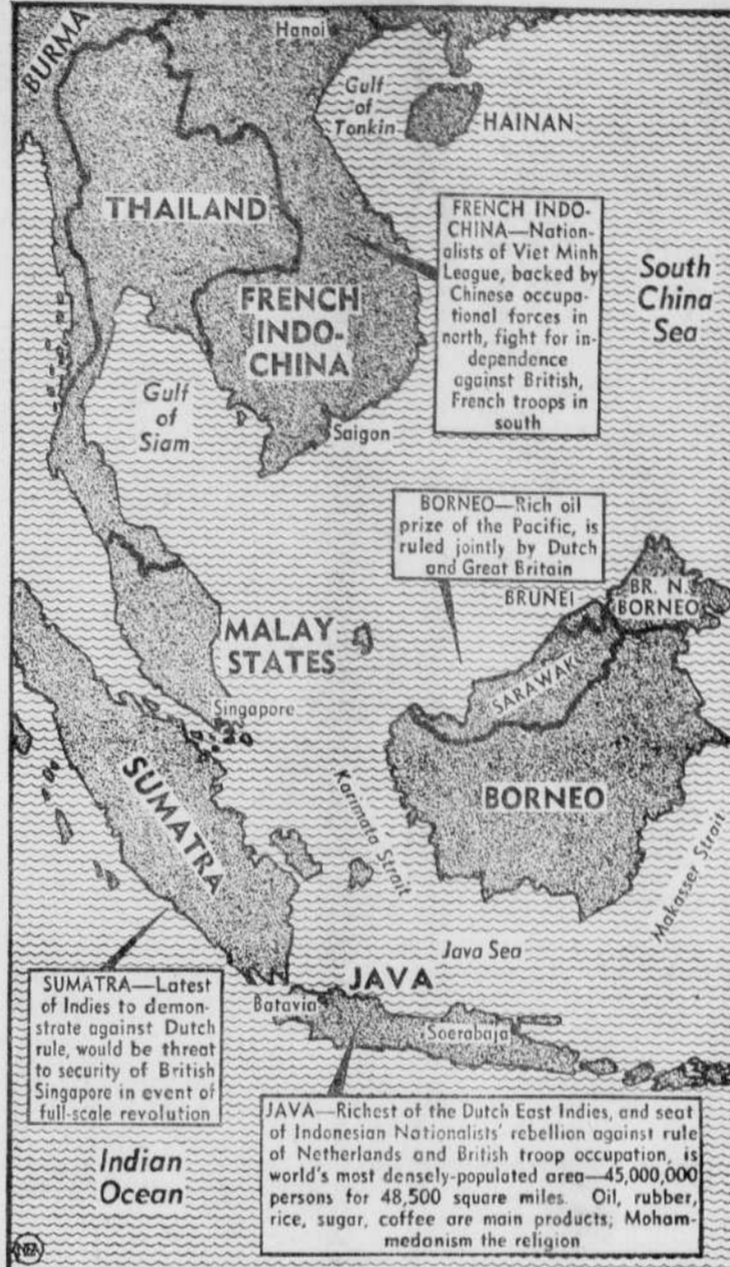 BURMA
Hanoi
Gulf
of
Tonkin
HAINAN
THAILAND
FRENCH INDO-
CHINA—Nation-
alists of Viet Minh
League, backed by
Chinese occupa-
tional forces in
north, fight for in-
dependence
against British,
French troops in
south
South
China
Sea
FRENCH
INDO-
CHINA
Gulf
of
Siam
Saigon
BORNEO—Rich oil
prize of the Pacific, is
ruled jointly by Dutch
and Great Britain
BRUNEI
BR. N.
BORNEO
MALAY
STATES
SARAWAK
Singapore
SUMATRA
BORNEO
Karimata Strait
Makasser Strait
Java Sea
JAVA
SUMATRA—Latest
of Indies to demon-
strate against Dutch
rule, would be threat
to security of British
Singapore in event of
full-scale revolution
Batavia
Soerabaja
JAVA—Richest of the Dutch East Indies, and seat
of Indonesian Nationalists' rebellion against rule
of Netherlands and British troop occupation, is
world's most densely-populated area—45,000,000
persons for 48,500 square miles. Oil, rubber,
rice, sugar, coffee are main products; Moham-
medanism the religion
Indian
Ocean
NEA